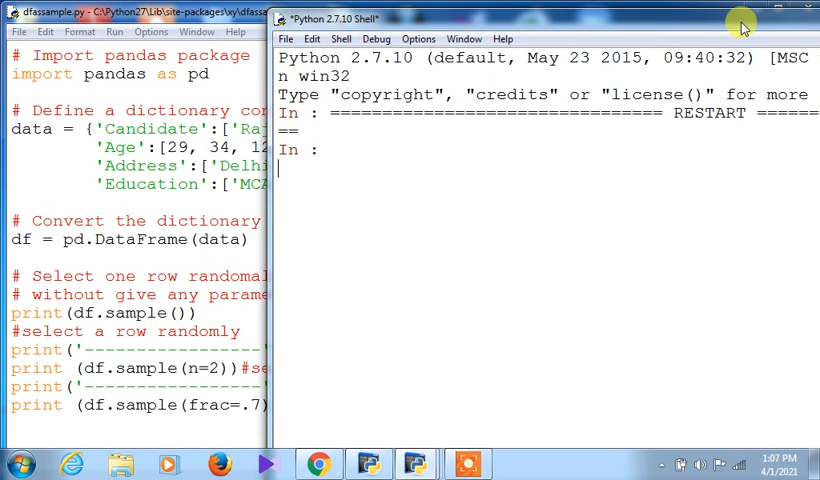 dfassample.py - C:\Python27\Lib\site-packages\xy\dfassample.
File Edit Format Run Options Window Help
# Import pandas package
import pandas as pd
# Define a dictionary con
data = {'Candidate':['Raj
'Age':[29, 34, 12
'Address':['Delhi
'Education':['MCA
# Convert the dictionary
df = pd.DataFrame(data)
# Select one row randomal
# without give any parame
print(df.sample())
#select a row randomly
print('-----------------'
print (df.sample(n=2))#se
print('-----------------'
print (df.sample(frac=.7)
*Python 2.7.10 Shell*
File Edit Shell Debug Options Window Help
Python 2.7.10 (default, May 23 2015, 09:40:32) [MSC
n win32
Type "copyright", "credits" or "license()" for more
In : ================================ RESTART ======
==
In :
1:07 PM
4/1/2021